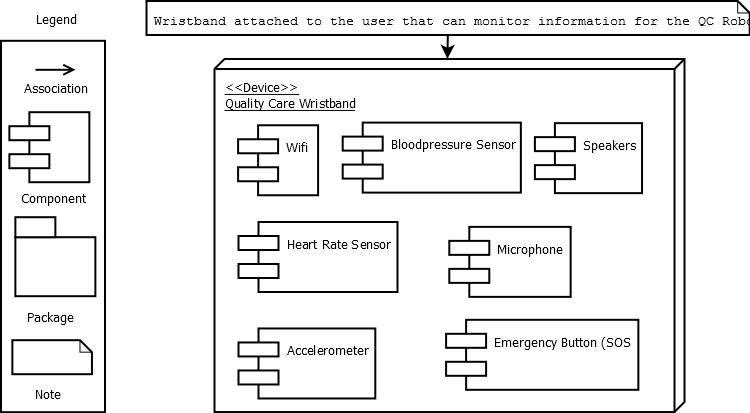 Legend
Wristband attached to the user that can monitor information for the QC Robo
Association
Component
Package
Note
<<Device>>
Quality Care Wristband
Wifi
Bloodpressure Sensor
Speakers
Heart Rate Sensor
Microphone
Accelerometer
Emergency Button (SOS